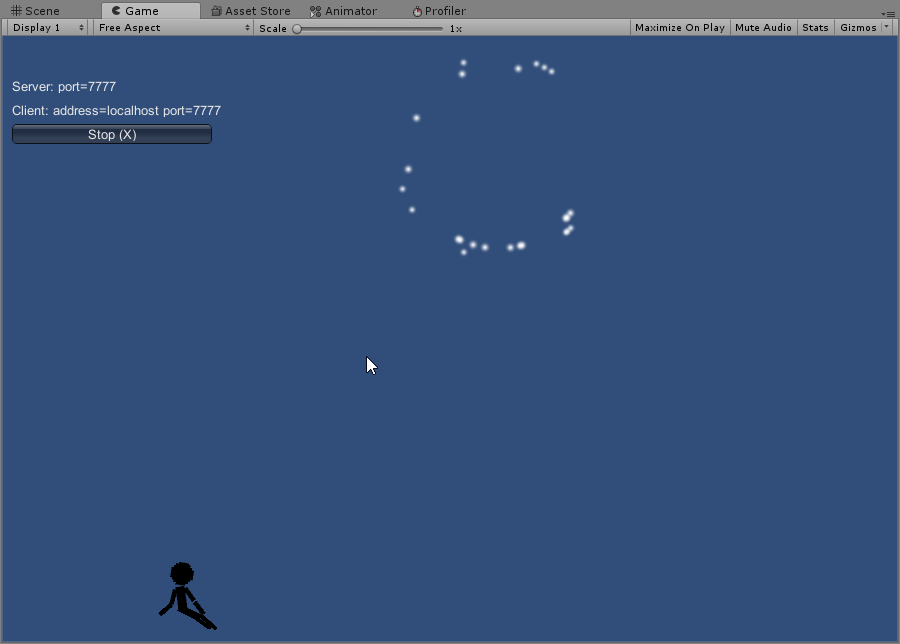 Scene Game Asset Store Animator Profiler
Display 1 Free Aspect Scale 1x Maximize On Play Mute Audio Stats Gizmos
Server: port=7777
Client: address=localhost port=7777
Stop (X)